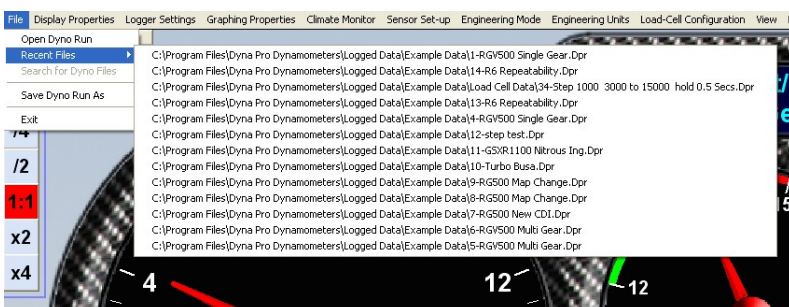 File Display Properties Logger Settings Graphing Properties Climate Monitor Sensor Set-up Engineering Mode Engineering Units Load-Cell Configuration View
Open Dyno Run
Recent Files
Search for Dyno Files
Save Dyno Run As
Exit
C:\Program Files\Dyna Pro Dynamometers\Logged Data\Example Data\1-RGV500 Single Gear.Dpr
C:\Program Files\Dyna Pro Dynamometers\Logged Data\Example Data\14-R6 Repeatability.Dpr
C:\Program Files\Dyna Pro Dynamometers\Logged Data\Example Data\Load Cell Data\34-Step 1000  3000 to 15000  hold 0.5 Secs.Dpr
C:\Program Files\Dyna Pro Dynamometers\Logged Data\Example Data\13-R6 Repeatability.Dpr
C:\Program Files\Dyna Pro Dynamometers\Logged Data\Example Data\4-RGV500 Single Gear.Dpr
C:\Program Files\Dyna Pro Dynamometers\Logged Data\Example Data\12-step test.Dpr
C:\Program Files\Dyna Pro Dynamometers\Logged Data\Example Data\11-GSXR1100 Nitrous Ing.Dpr
C:\Program Files\Dyna Pro Dynamometers\Logged Data\Example Data\10-Turbo Busa.Dpr
C:\Program Files\Dyna Pro Dynamometers\Logged Data\Example Data\9-RG500 Map Change.Dpr
C:\Program Files\Dyna Pro Dynamometers\Logged Data\Example Data\8-RG500 Map Change.Dpr
C:\Program Files\Dyna Pro Dynamometers\Logged Data\Example Data\7-RG500 New CDI.Dpr
C:\Program Files\Dyna Pro Dynamometers\Logged Data\Example Data\6-RGV500 Multi Gear.Dpr
C:\Program Files\Dyna Pro Dynamometers\Logged Data\Example Data\5-RGV500 Multi Gear.Dpr
/4
/2
1:1
x2
x4
4 12 12